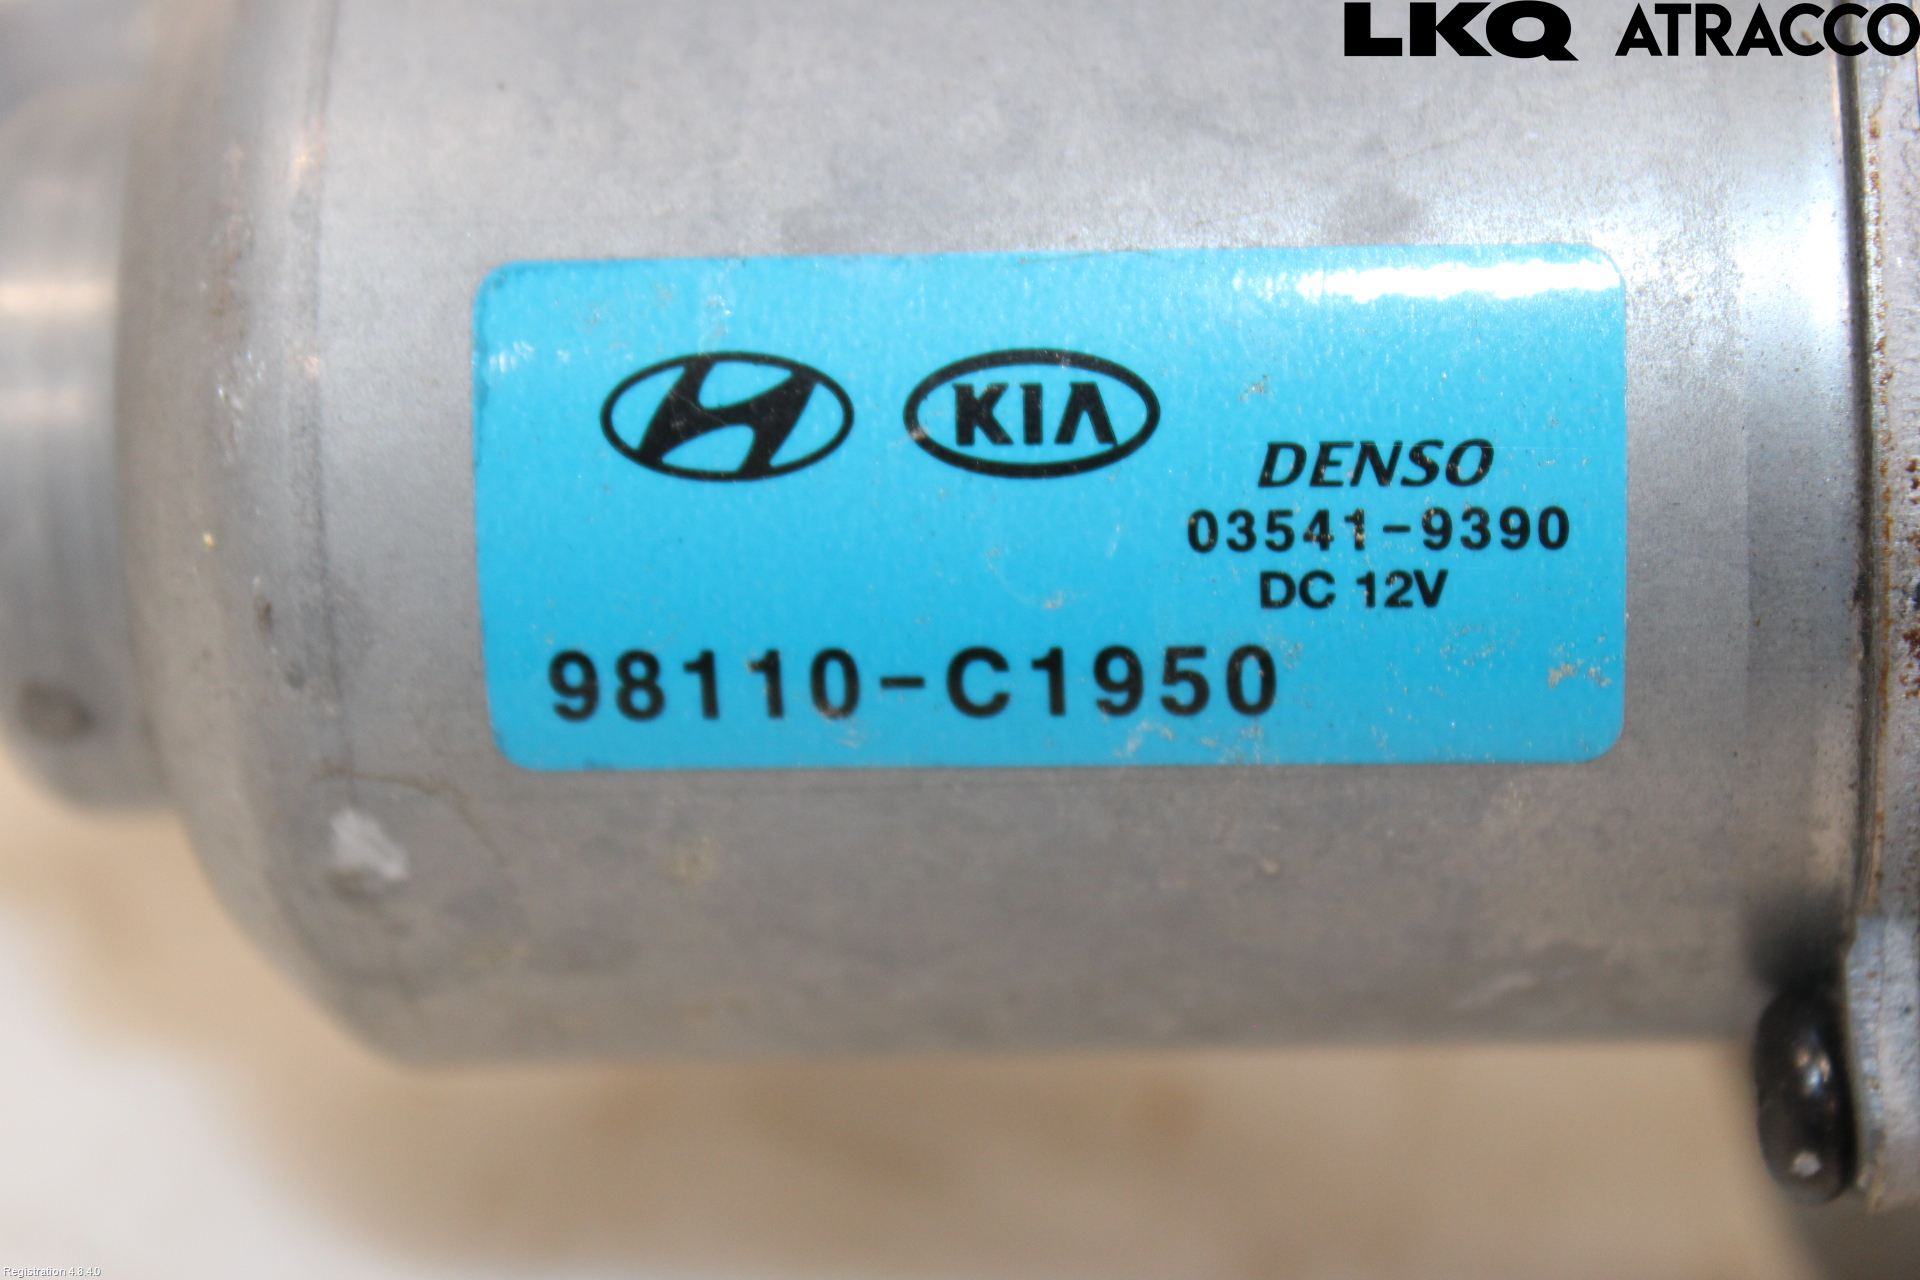 LKQ ATRACCO
KIA
DENSO
03541-9390
DC 12V
98110-C1950
Registration 4.8.4.0